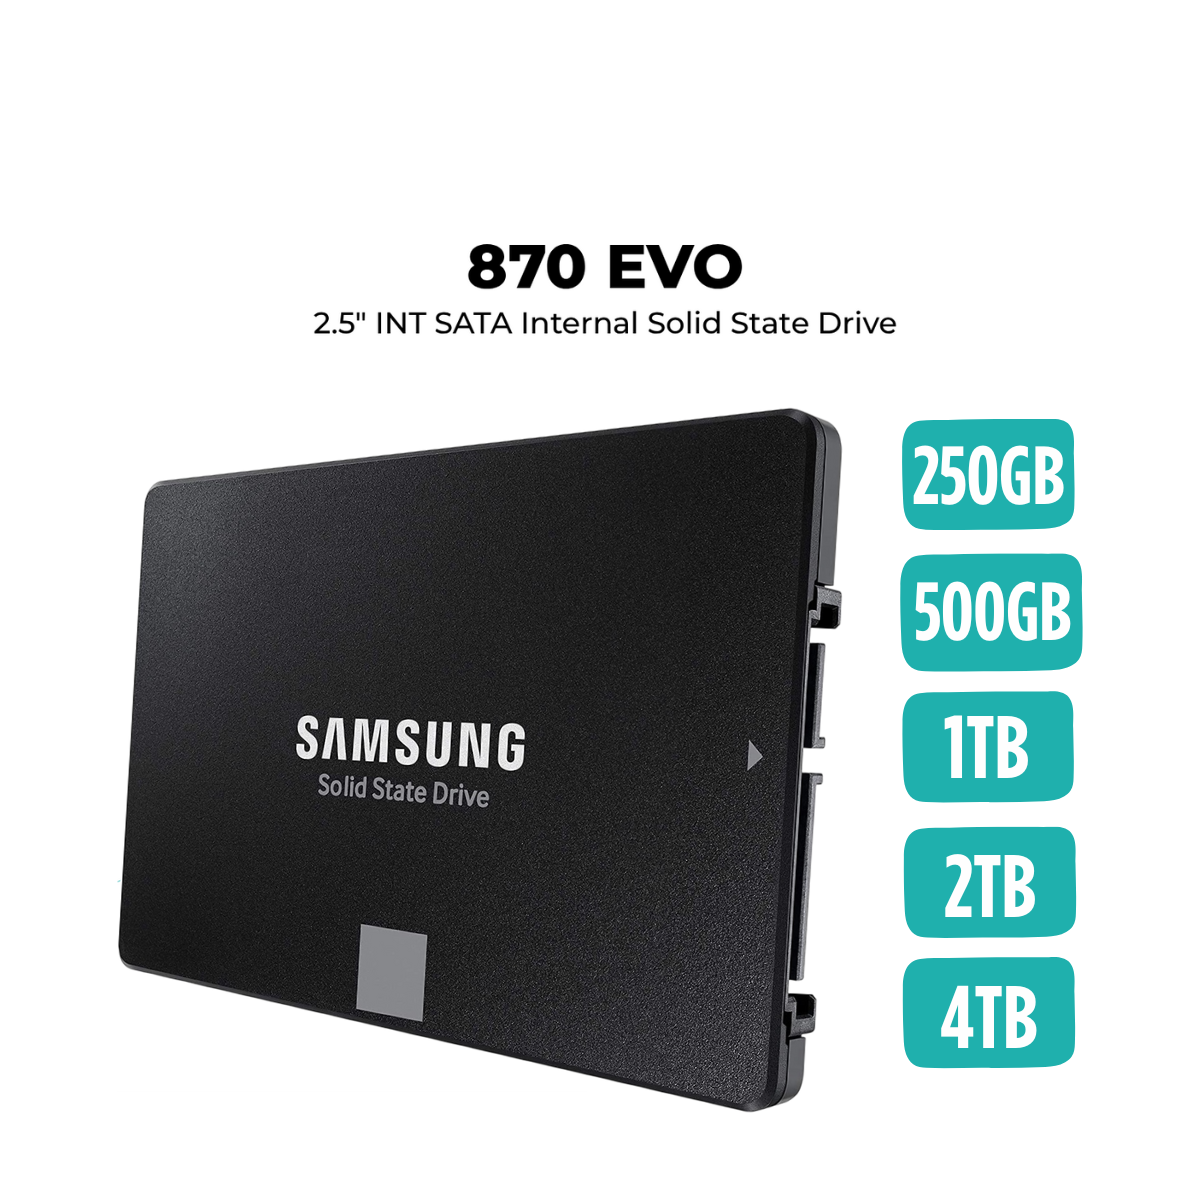 870 EVO
2.5" INT SATA Internal Solid State Drive
250GB
500GB
1TB
2TB
4TB
SAMSUNG
Solid State Drive